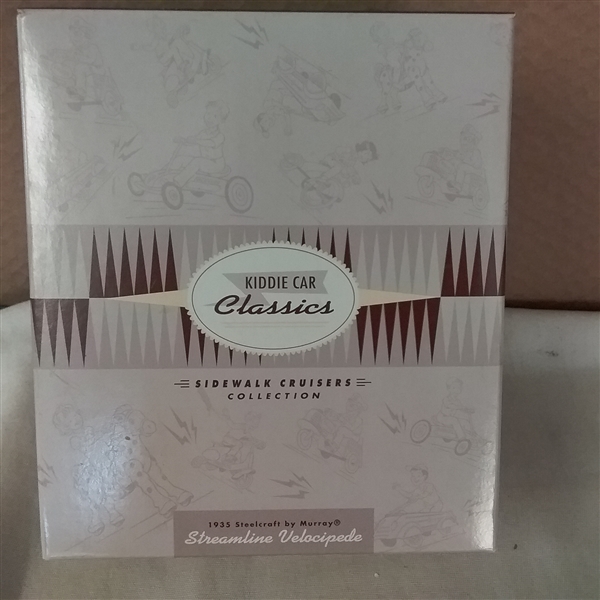 KIDDIE CAR
Classics
SIDEWALK CRUISERS
COLLECTION
1935 Steelcraft by Murray®
Streamline Velocipede